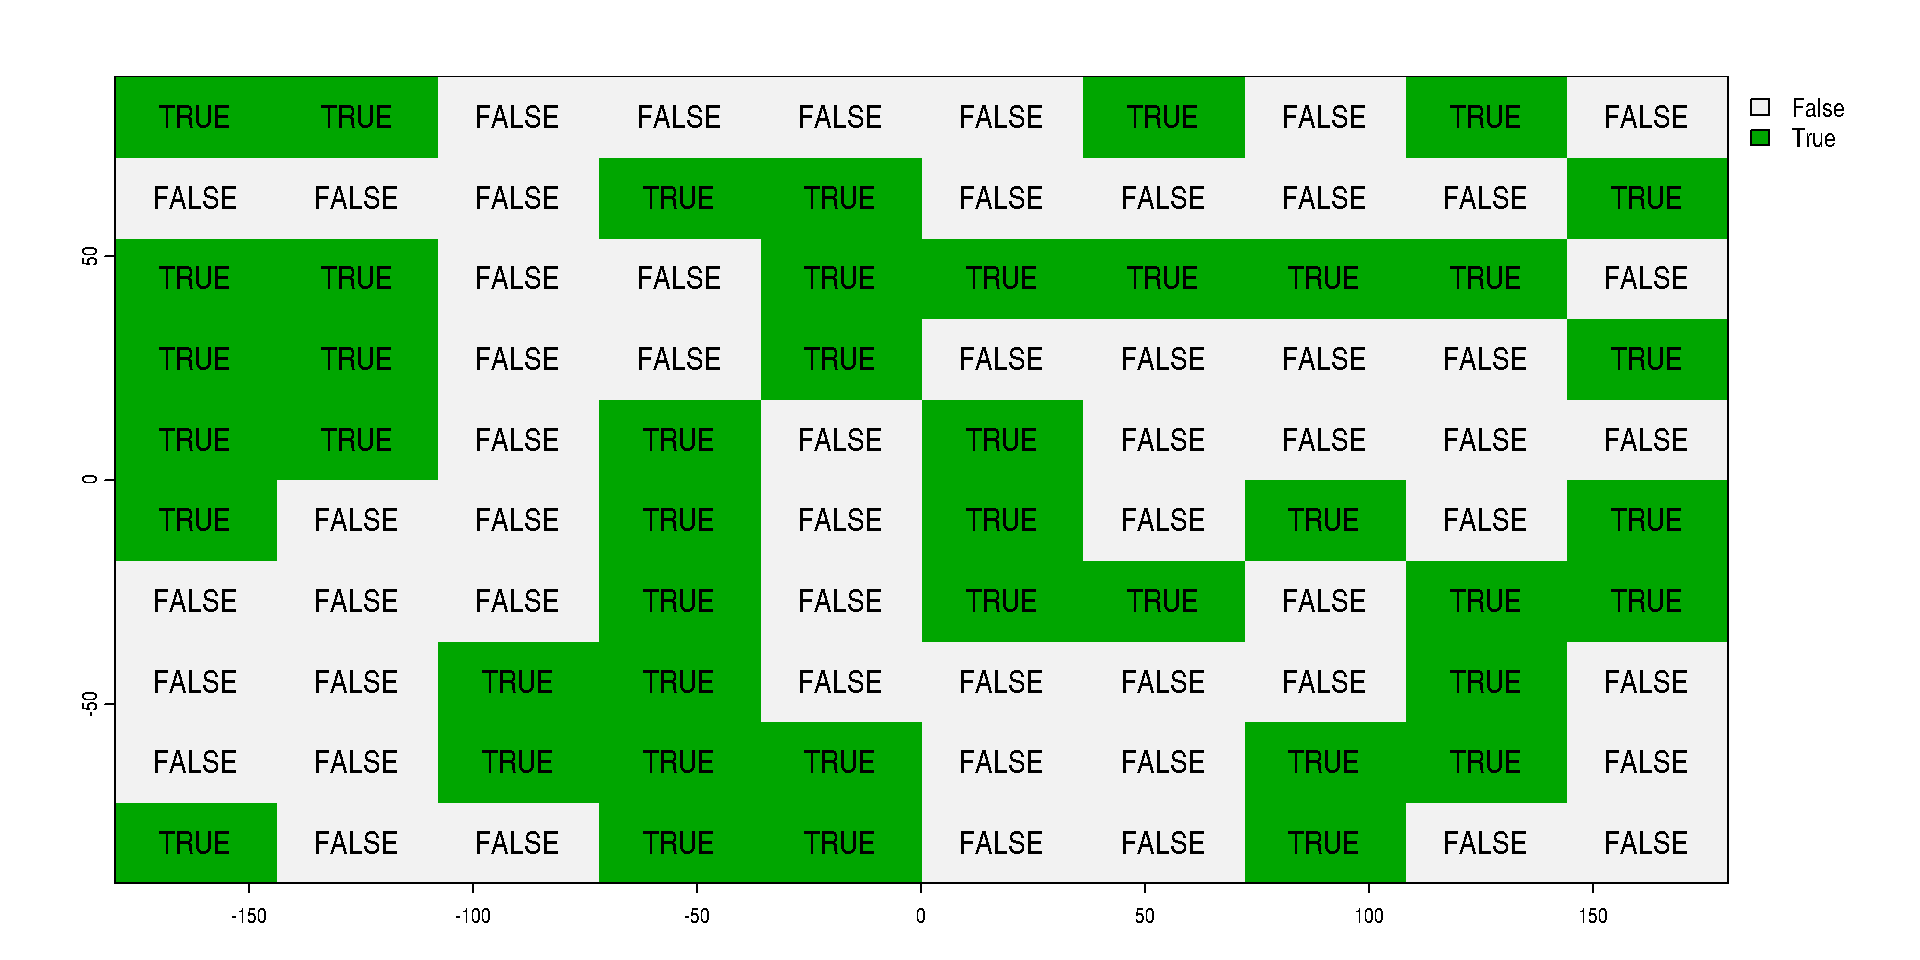 TRUE TRUE FALSE FALSE FALSE FALSE TRUE FALSE TRUE FALSE
False
True
FALSE FALSE FALSE TRUE TRUE FALSE FALSE FALSE FALSE TRUE
50
TRUE TRUE FALSE FALSE TRUE TRUE TRUE TRUE TRUE FALSE
TRUE TRUE FALSE FALSE TRUE FALSE FALSE FALSE FALSE TRUE
TRUE TRUE FALSE TRUE FALSE TRUE FALSE FALSE FALSE FALSE
0
TRUE FALSE FALSE TRUE FALSE TRUE FALSE TRUE FALSE TRUE
FALSE FALSE FALSE TRUE FALSE TRUE TRUE FALSE TRUE TRUE
FALSE FALSE TRUE TRUE FALSE FALSE FALSE FALSE TRUE FALSE
-50
FALSE FALSE TRUE TRUE TRUE FALSE FALSE TRUE TRUE FALSE
TRUE FALSE FALSE TRUE TRUE FALSE FALSE TRUE FALSE FALSE
-150 -100 -50 0 50 100 150